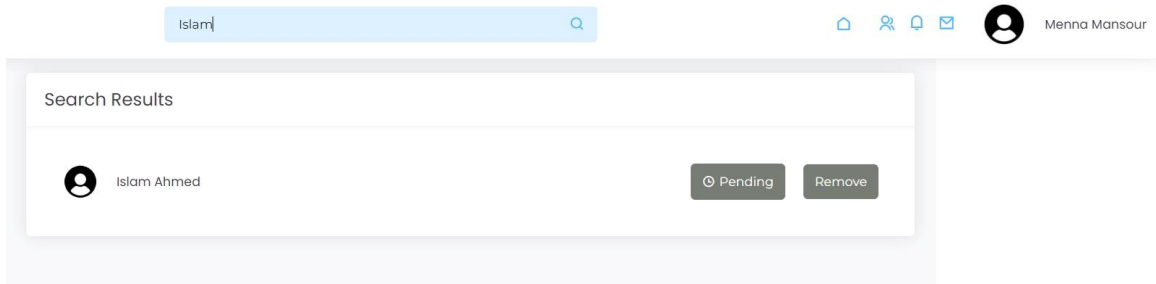 Islam
Menna Mansour
Search Results
Islam Ahmed
Pending
Remove